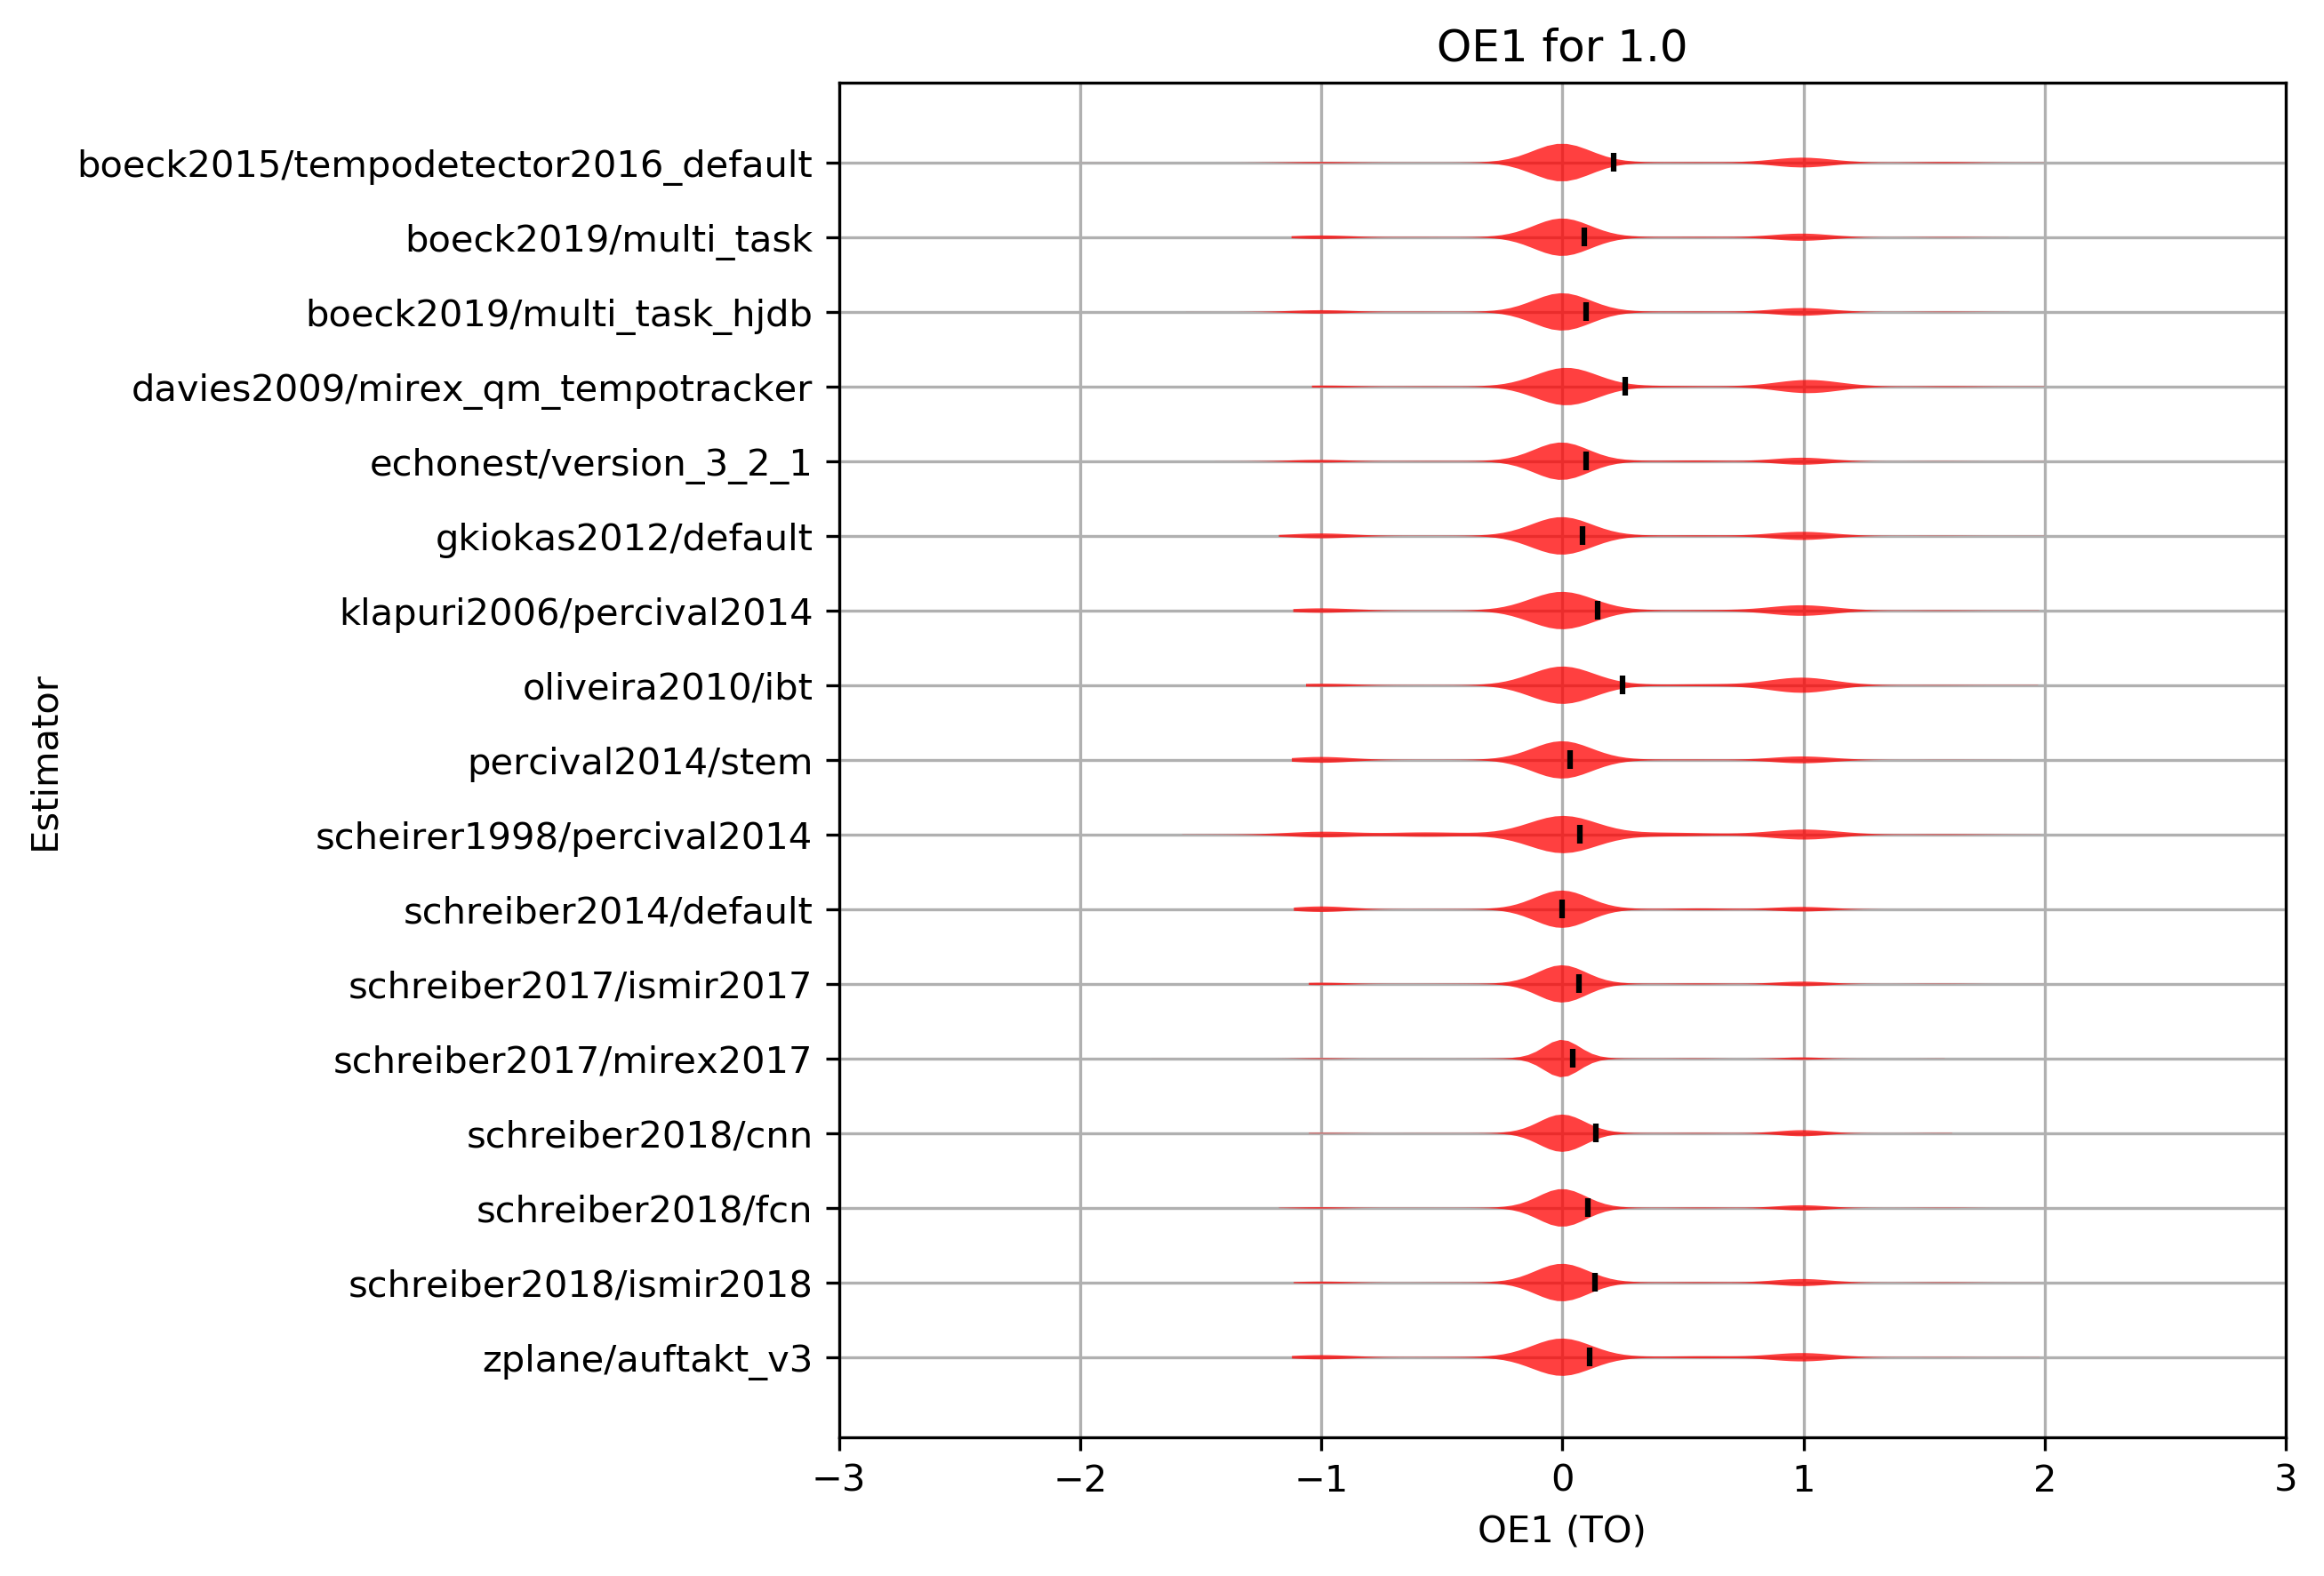 OE1 for 1.0
boeck2015/tempodetector2016_default
boeck2019/multi_task
boeck2019/multi_task_hjdb
davies2009/mirex_qm_tempotracker
echonest/version_3_2_1
gkiokas2012/default
klapuri2006/percival2014
oliveira2010/ibt
percival2014/stem
scheirer1998/percival2014
schreiber2014/default
schreiber2017/ismir2017
schreiber2017/mirex2017
schreiber2018/cnn
schreiber2018/fcn
schreiber2018/ismir2018
zplane/auftakt_v3
Estimator
−3 −2 −1 0 1 2 3
OE1 (TO)